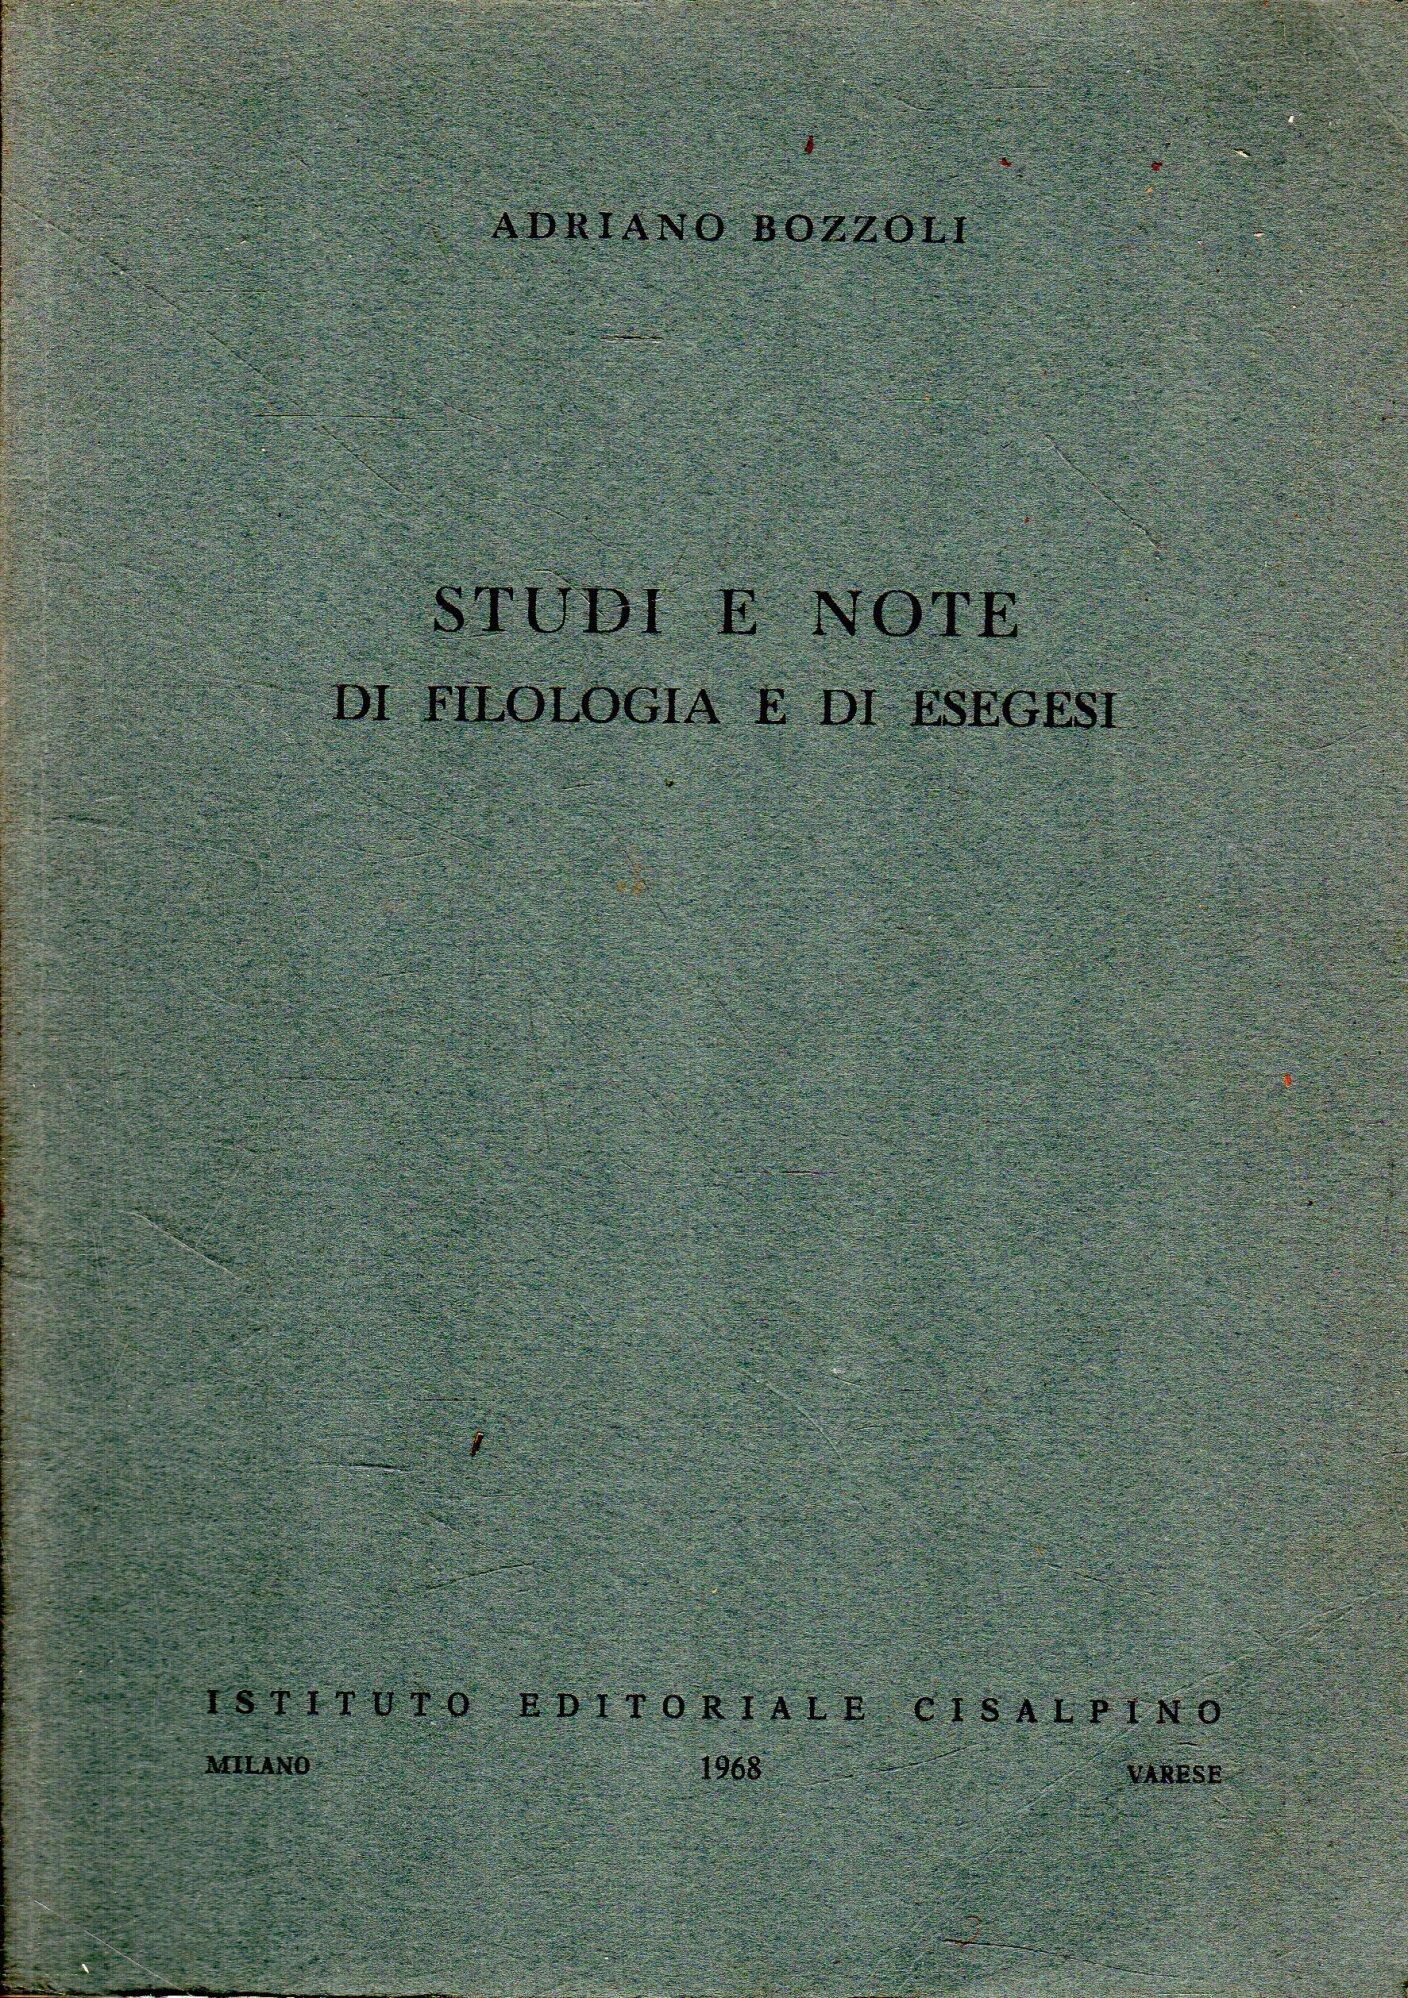 ADRIANO BOZZOLI
STUDI E NOTE
DI FILOLOGIA E DI ESEGESI
ISTITUTO EDITORIALE CISALPINO
MILANO 1968 VARESE